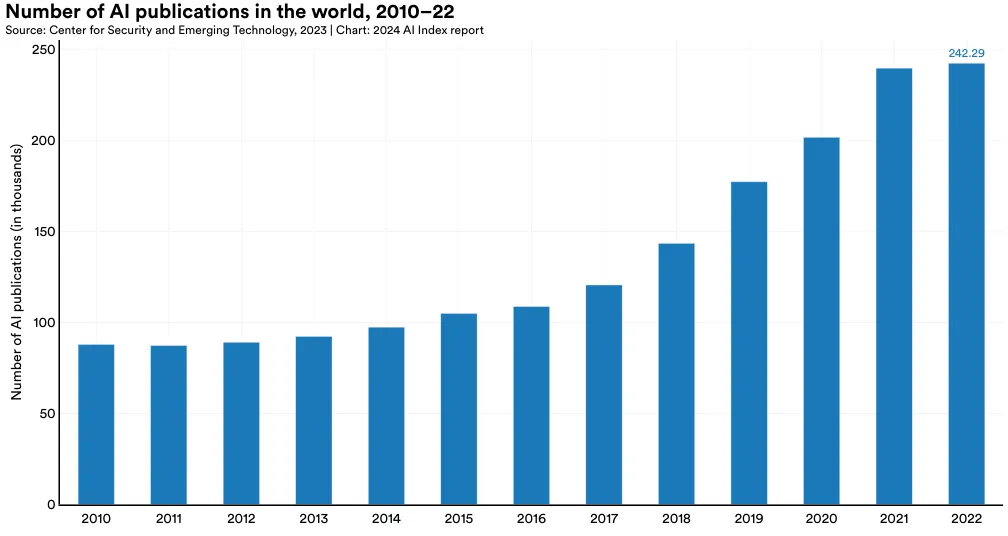 Number of AI publications in the world, 2010–22
Source: Center for Security and Emerging Technology, 2023 | Chart: 2024 AI Index report
Number of AI publications (in thousands)
250
200
150
100
50
0
242.29
2010 2011 2012 2013 2014 2015 2016 2017 2018 2019 2020 2021 2022